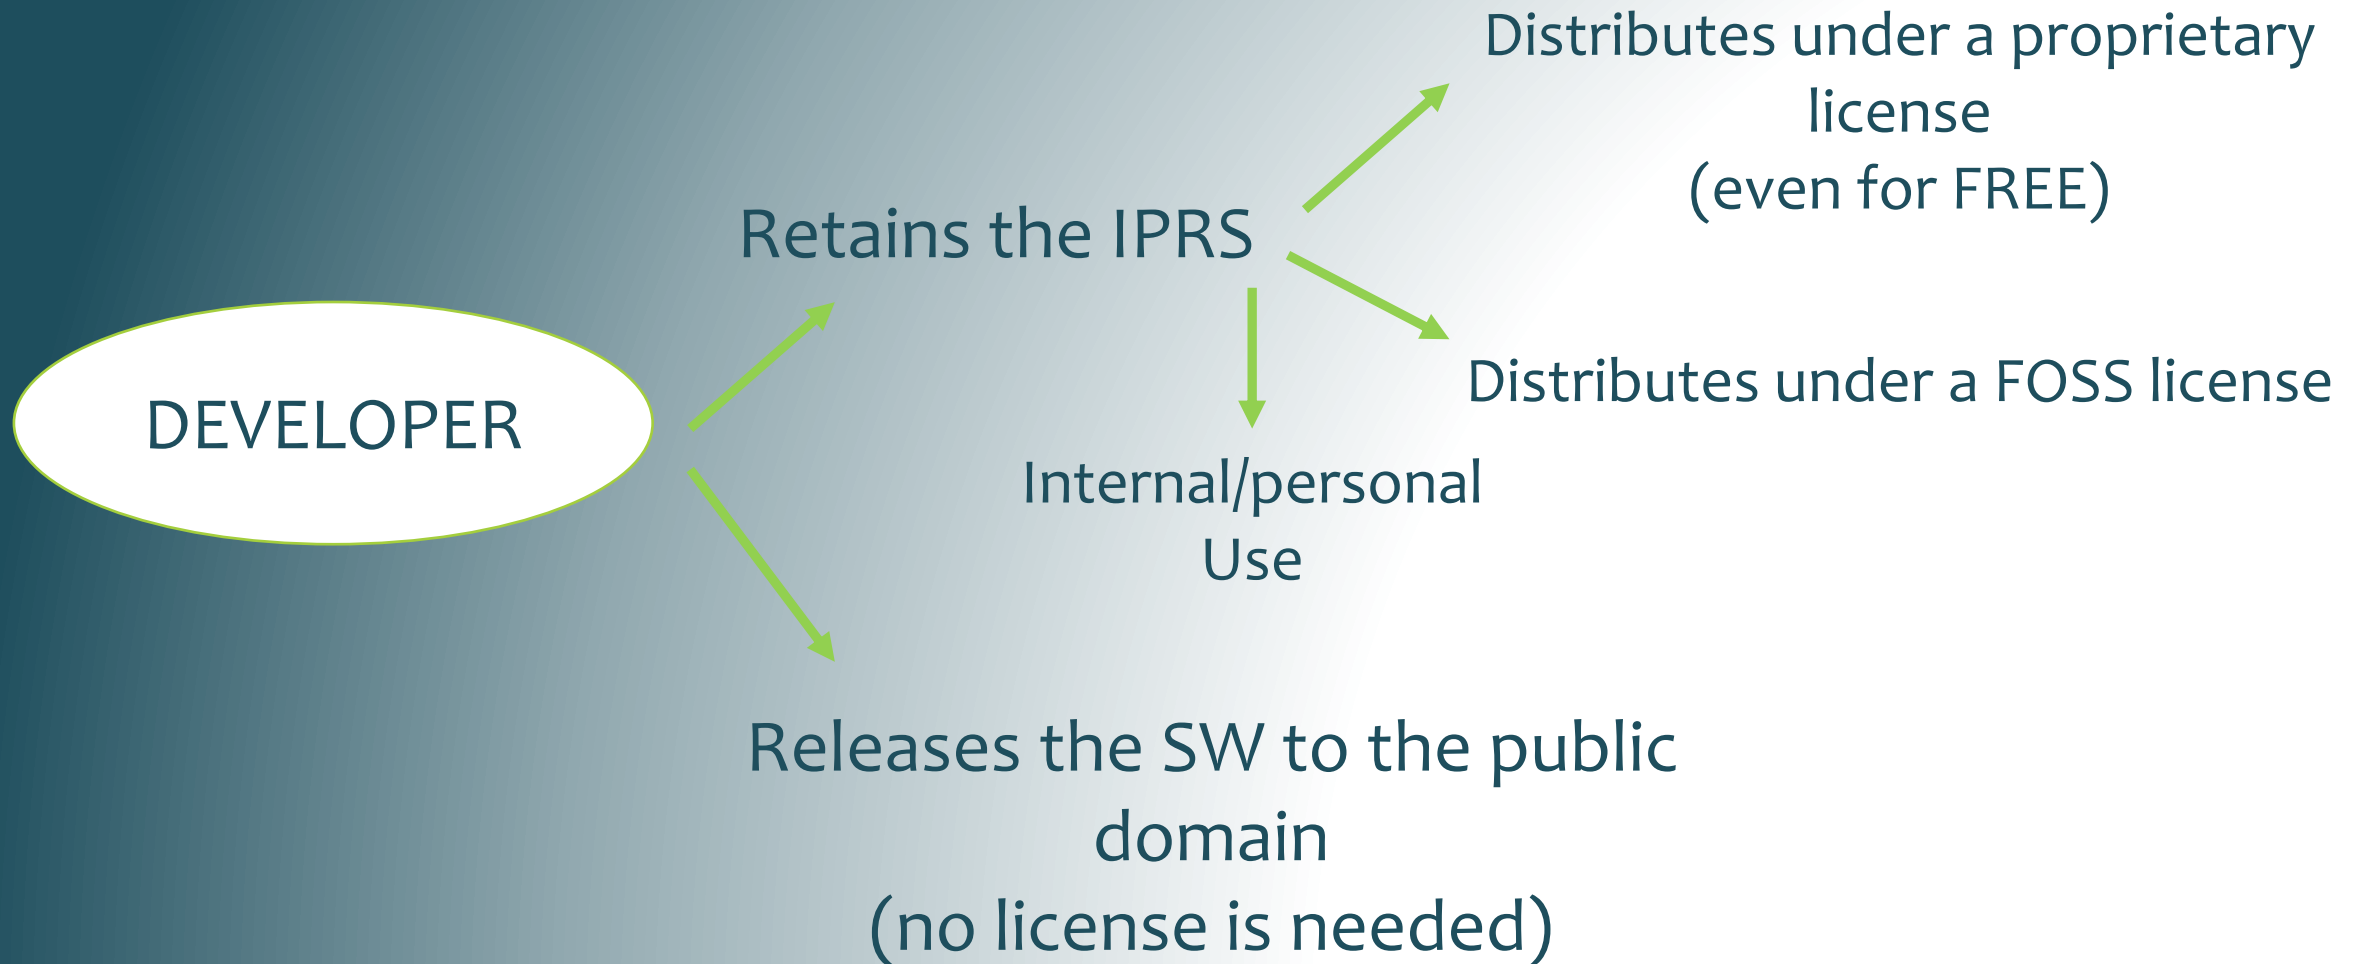 DEVELOPER
Retains the IPRS
Distributes under a proprietary
license
(even for FREE)
Distributes under a FOSS license
Internal/personal
Use
Releases the SW to the public
domain
(no license is needed)